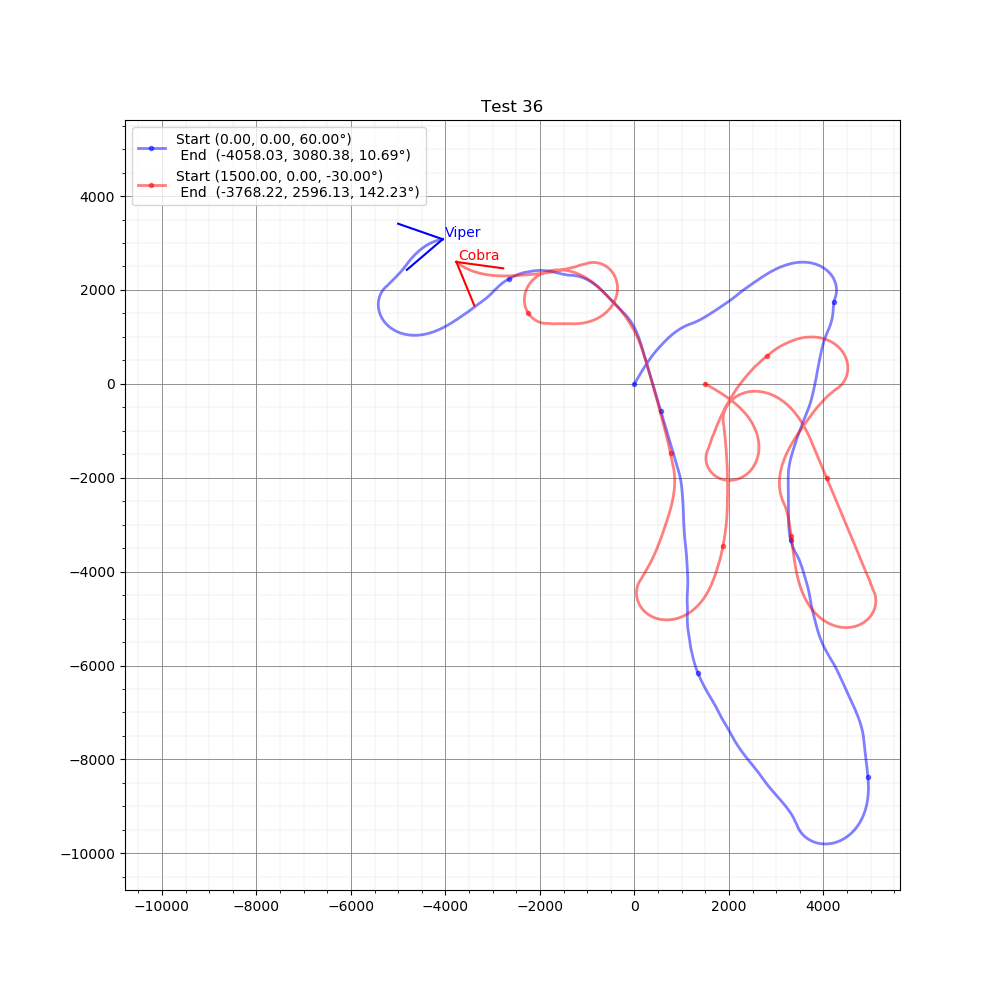 Test 36
Start (0.00, 0.00, 60.00°)
End (-4058.03, 3080.38, 10.69°)
Start (1500.00, 0.00, -30.00°)
End (-3768.22, 2596.13, 142.23°)
4000
Viper
Cobra
2000
0
−2000
−4000
−6000
−8000
−10000
−10000 −8000 −6000 −4000 −2000 0 2000 4000